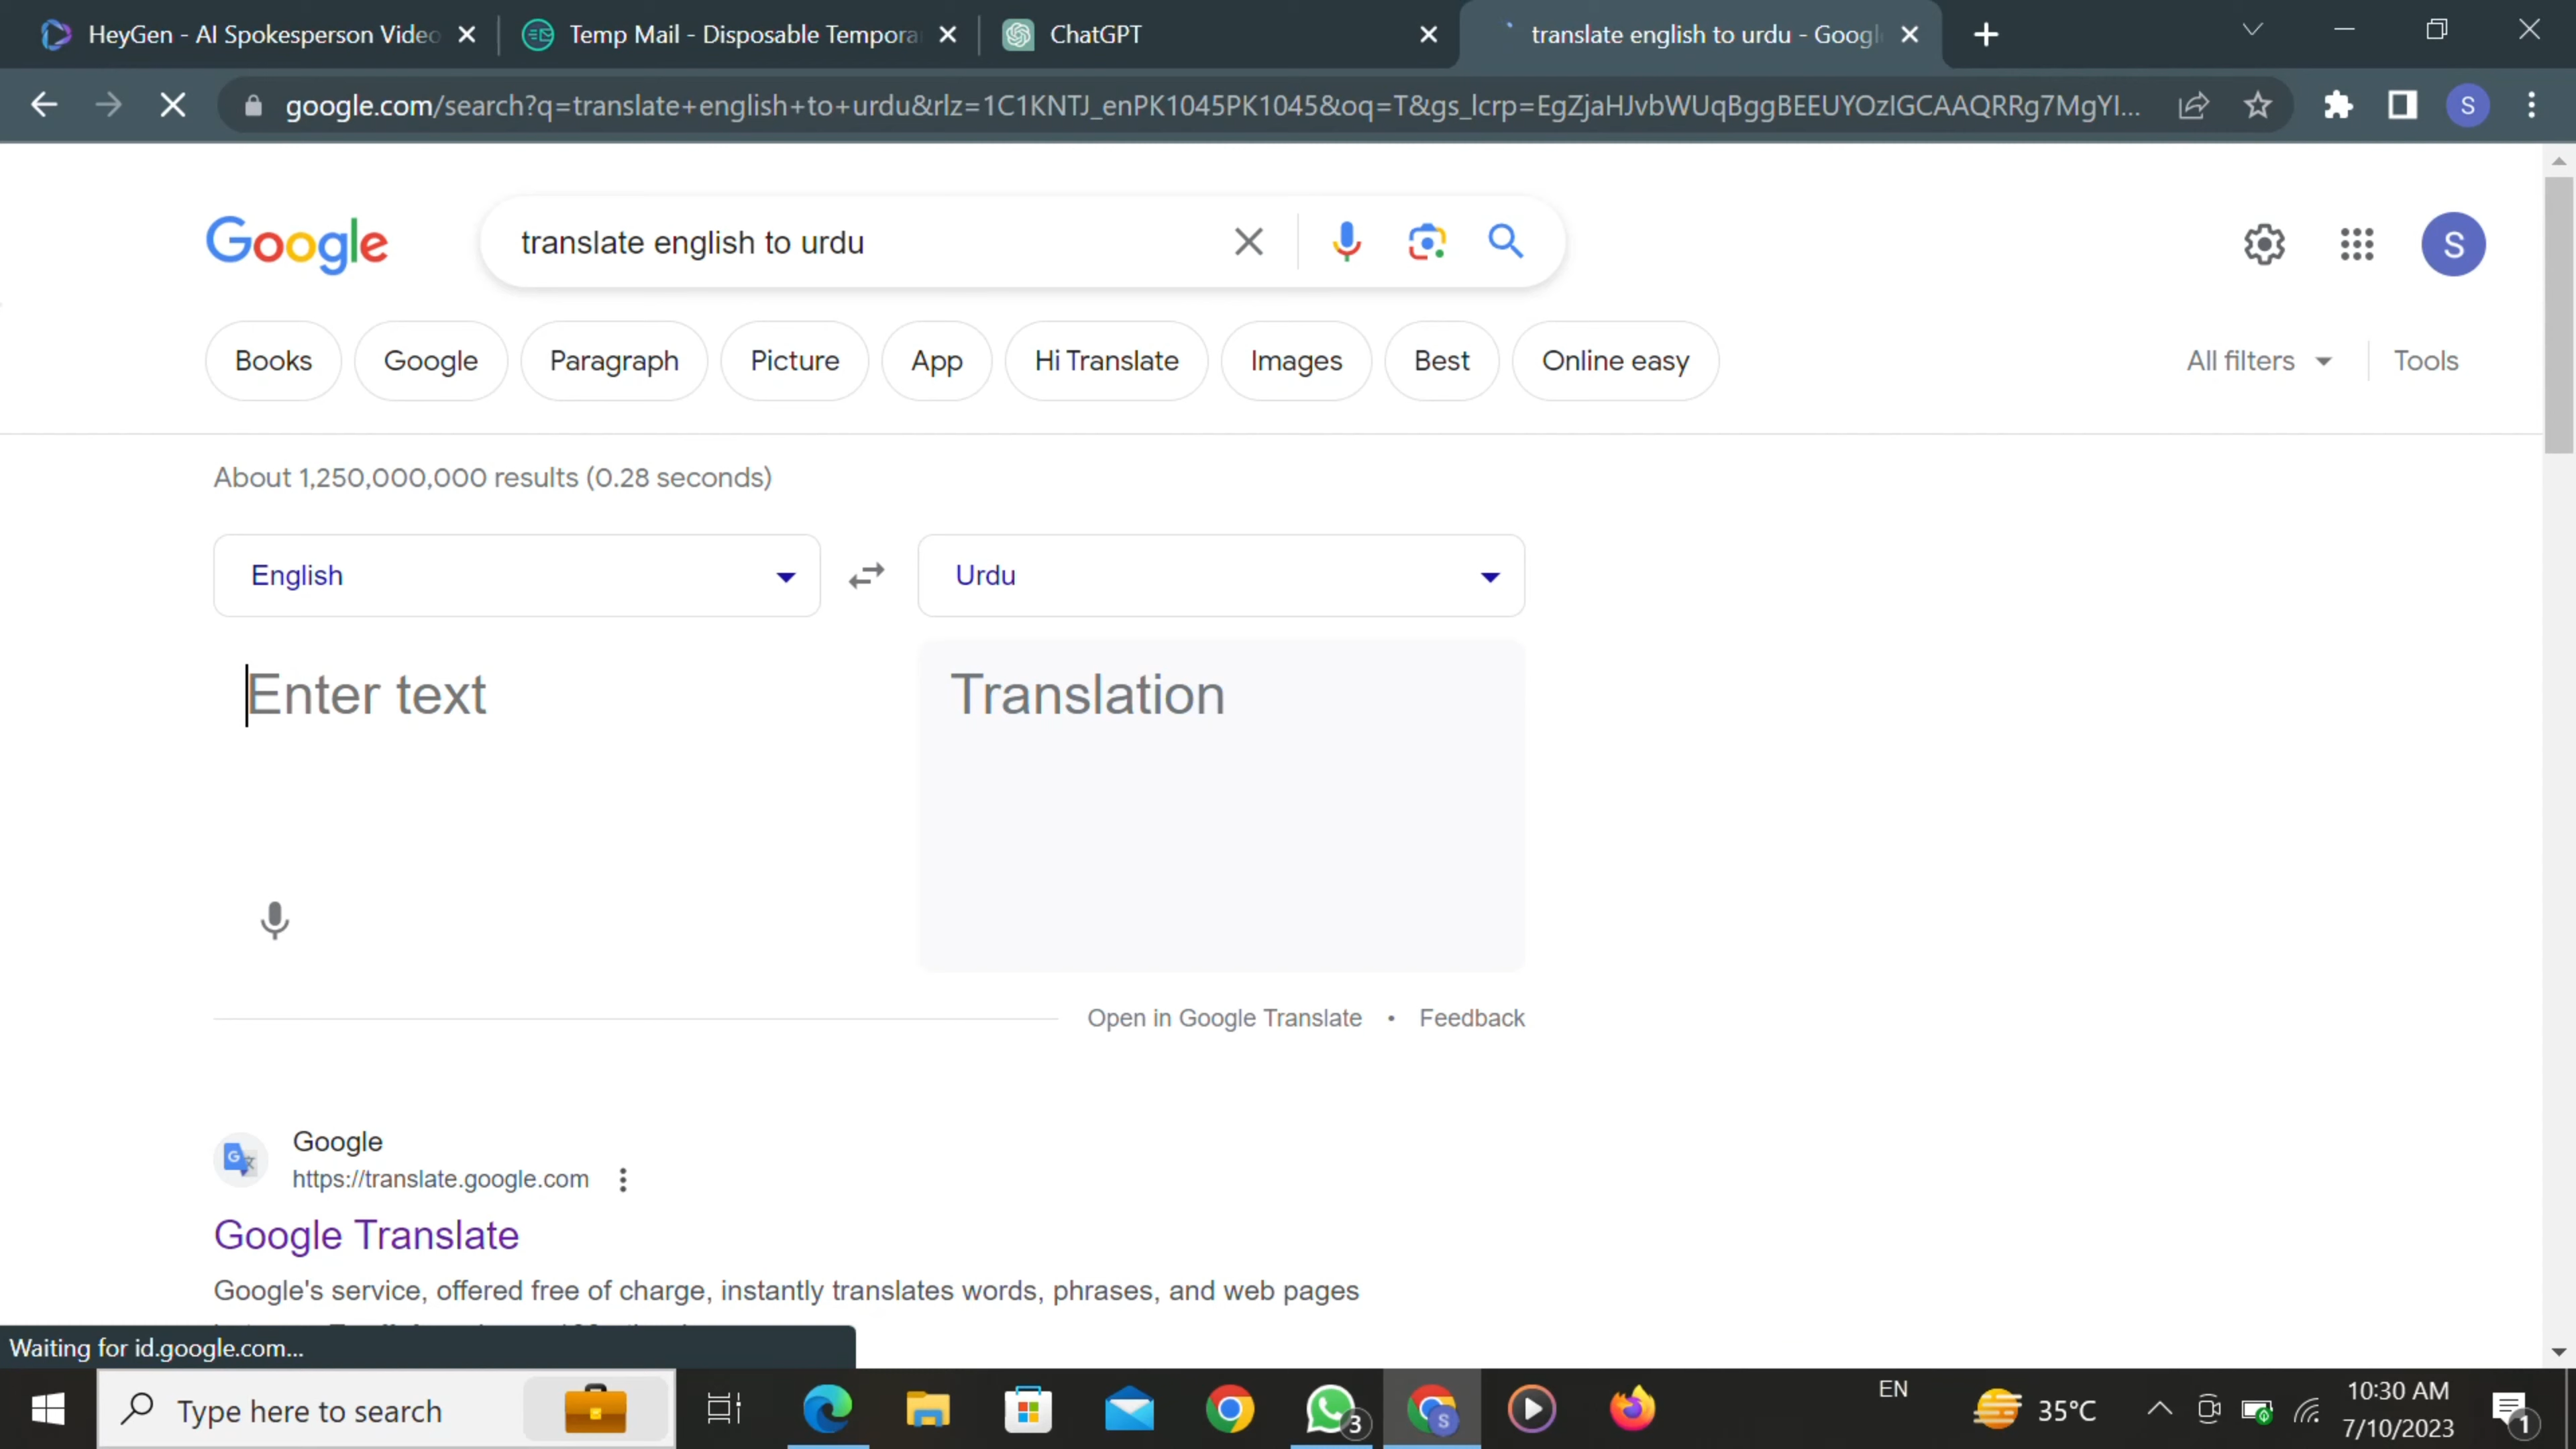 HeyGen - AI Spokesperson Video
Temp Mail - Disposable Tempora
ChatGPT
translate english to urdu - Googl
google.com/search?q=translate+english+to+urdu&rlz=1C1KNTJ_enPK1045PK1045&oq=T&gs_lcrp=EgZjaHJvbWUqBggBEEUYOzIGCAAQRRg7MgYI...
S
Google
translate english to urdu
S
Books
Google
Paragraph
Picture
App
Hi Translate
Images
Best
Online easy
All filters
Tools
About 1,250,000,000 results (0.28 seconds)
English
Urdu
Enter text
Translation
Open in Google Translate • Feedback
Google
https://translate.google.com
Google Translate
Google's service, offered free of charge, instantly translates words, phrases, and web pages
Waiting for id.google.com...
Type here to search
3
S
EN
35°C
10:30 AM
7/10/2023
1